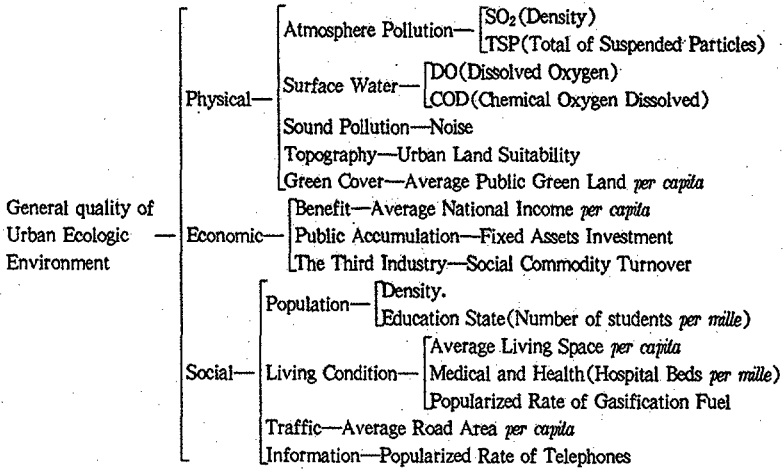 Atmosphere Pollution—SO₂(Density)
TSP(Total of Suspended Particles)
Surface Water—DO(Dissolved Oxygen)
COD(Chemical Oxygen Dissolved)
Physical—
Sound Pollution—Noise
Topography—Urban Land Suitability
Green Cover—Average Public Green Land per capita
General quality of
Urban Ecologic —
Environment
Economic—
Benefit—Average National Income per capita
Public Accumulation—Fixed Assets Investment
The Third Industry—Social Commodity Turnover
Social—
Population—Density.
Education State(Number of students per mille)
Living Condition—Average Living Space per capita
Medical and Health(Hospital Beds per mille)
Popularized Rate of Gasification Fuel
Traffic—Average Road Area per capita
Information—Popularized Rate of Telephones